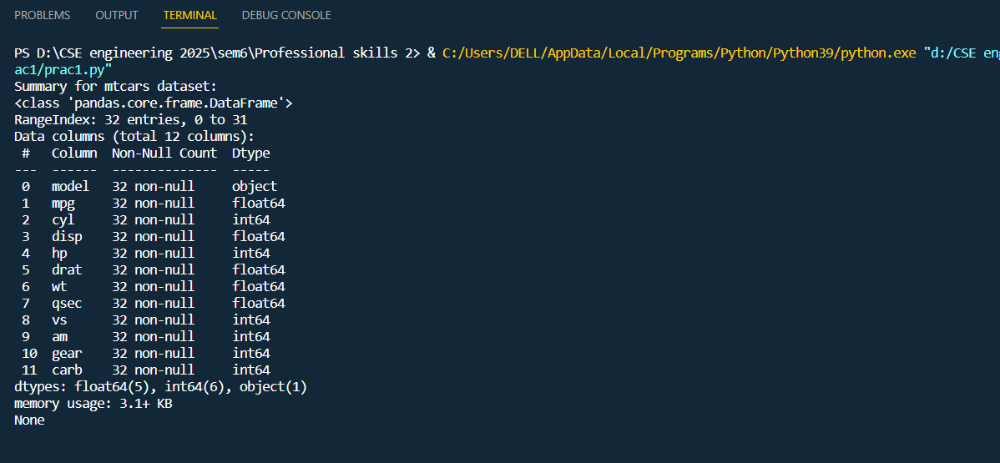 PROBLEMS OUTPUT TERMINAL DEBUG CONSOLE
PS D:\CSE engineering 2025\sem6\Professional skills 2> & C:/Users/DELL/AppData/Local/Programs/Python/Python39/python.exe "d:/CSE eng
ac1/prac1.py"
Summary for mtcars dataset:
<class 'pandas.core.frame.DataFrame'>
RangeIndex: 32 entries, 0 to 31
Data columns (total 12 columns):
 #   Column  Non-Null Count  Dtype
---  ------  --------------  -----
 0   model   32 non-null     object
 1   mpg     32 non-null     float64
 2   cyl     32 non-null     int64
 3   disp    32 non-null     float64
 4   hp      32 non-null     int64
 5   drat    32 non-null     float64
 6   wt      32 non-null     float64
 7   qsec    32 non-null     float64
 8   vs      32 non-null     int64
 9   am      32 non-null     int64
 10  gear    32 non-null     int64
 11  carb    32 non-null     int64
dtypes: float64(5), int64(6), object(1)
memory usage: 3.1+ KB
None